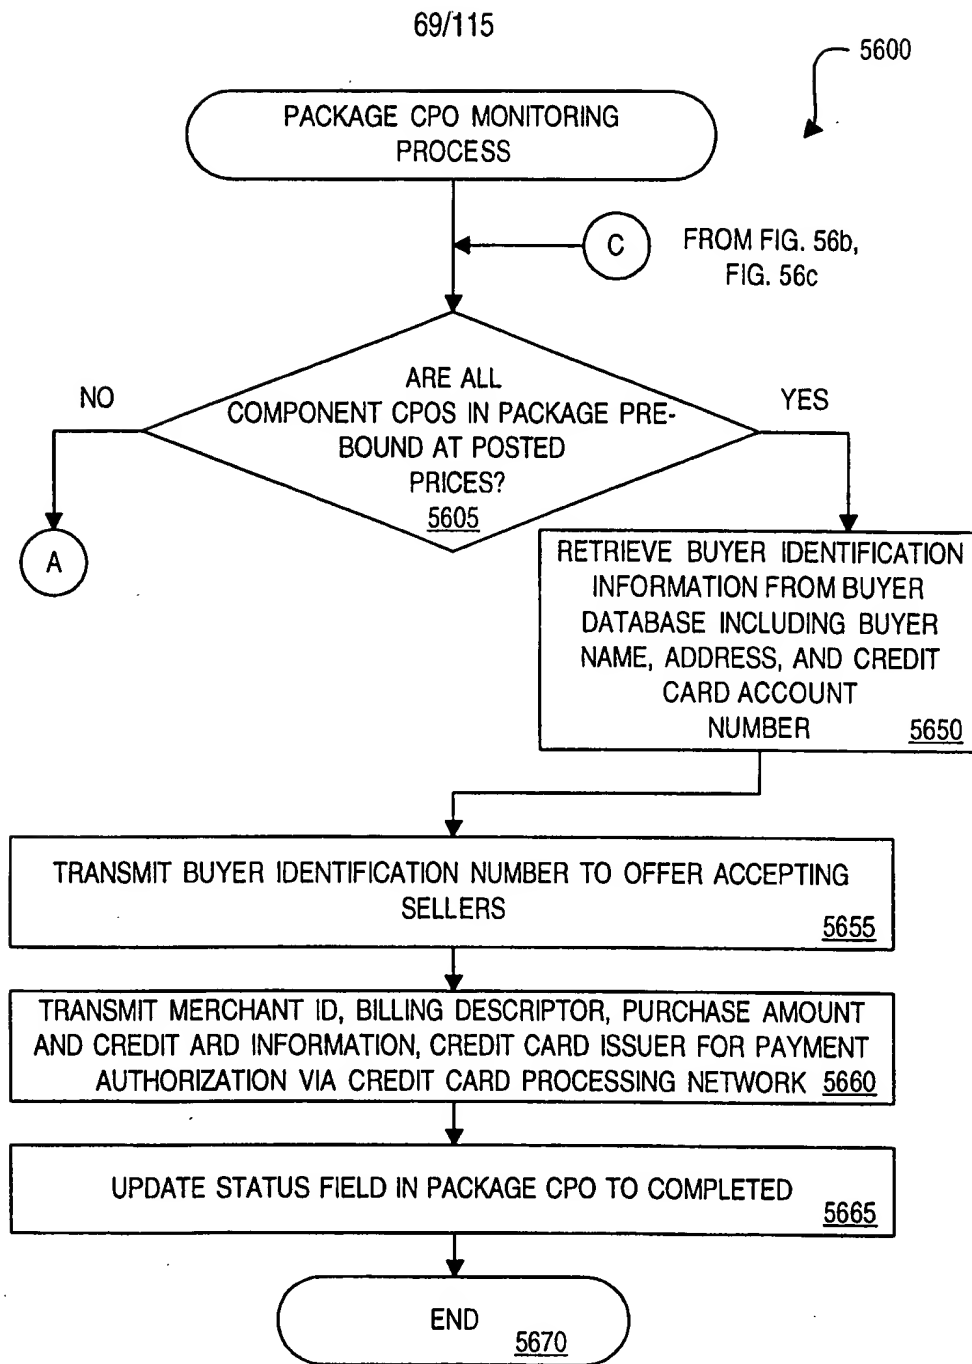 69/115
5600
PACKAGE CPO MONITORING
PROCESS
C
FROM FIG. 56b,
FIG. 56c
NO
YES
ARE ALL
COMPONENT CPOS IN PACKAGE PRE-
BOUND AT POSTED
PRICES?
5605
A
RETRIEVE BUYER IDENTIFICATION
INFORMATION FROM BUYER
DATABASE INCLUDING BUYER
NAME, ADDRESS, AND CREDIT
CARD ACCOUNT
NUMBER 5650
TRANSMIT BUYER IDENTIFICATION NUMBER TO OFFER ACCEPTING
SELLERS
5655
TRANSMIT MERCHANT ID, BILLING DESCRIPTOR, PURCHASE AMOUNT
AND CREDIT ARD INFORMATION, CREDIT CARD ISSUER FOR PAYMENT
AUTHORIZATION VIA CREDIT CARD PROCESSING NETWORK 5660
UPDATE STATUS FIELD IN PACKAGE CPO TO COMPLETED
5665
END
5670